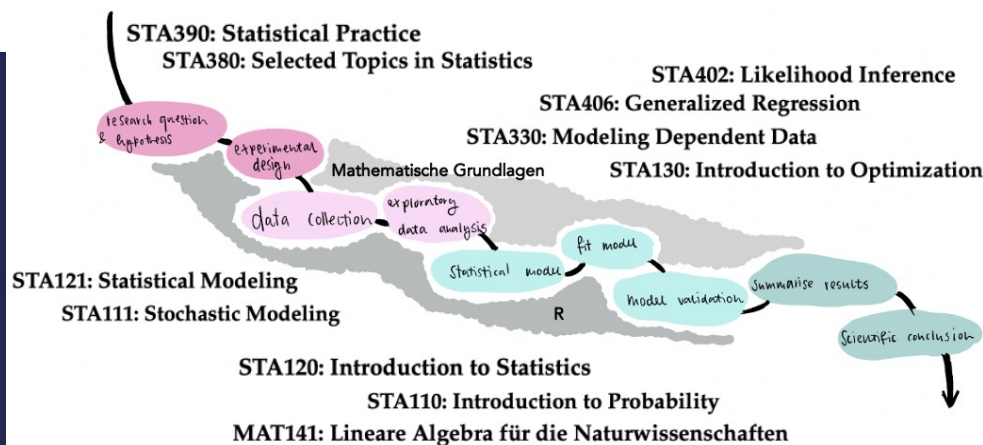 STA390: Statistical Practice
STA380: Selected Topics in Statistics
STA402: Likelihood Inference
STA406: Generalized Regression
STA330: Modeling Dependent Data
STA130: Introduction to Optimization
research question
& hypothesis
experimental
design
Mathematische Grundlagen
data collection
exploratory
data analysis
Statistical model
fit model
model validation
Summarise results
Scientific conclusion
R
STA121: Statistical Modeling
STA111: Stochastic Modeling
STA120: Introduction to Statistics
STA110: Introduction to Probability
MAT141: Lineare Algebra für die Naturwissenschaften